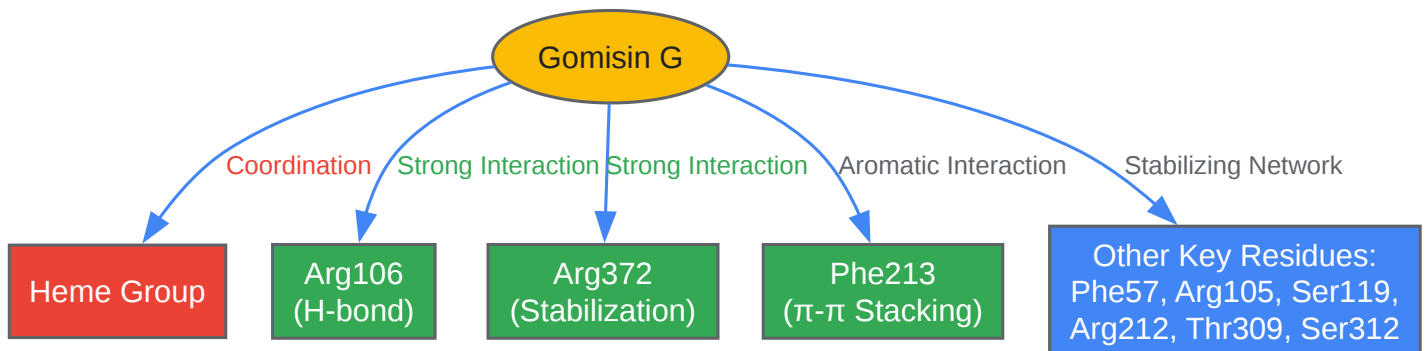 Gomisin G
Coordination
Strong Interaction
Strong Interaction
Aromatic Interaction
Stabilizing Network
Heme Group
Arg106
(H-bond)
Arg372
(Stabilization)
Phe213
(π-π Stacking)
Other Key Residues:
Phe57, Arg105, Ser119,
Arg212, Thr309, Ser312